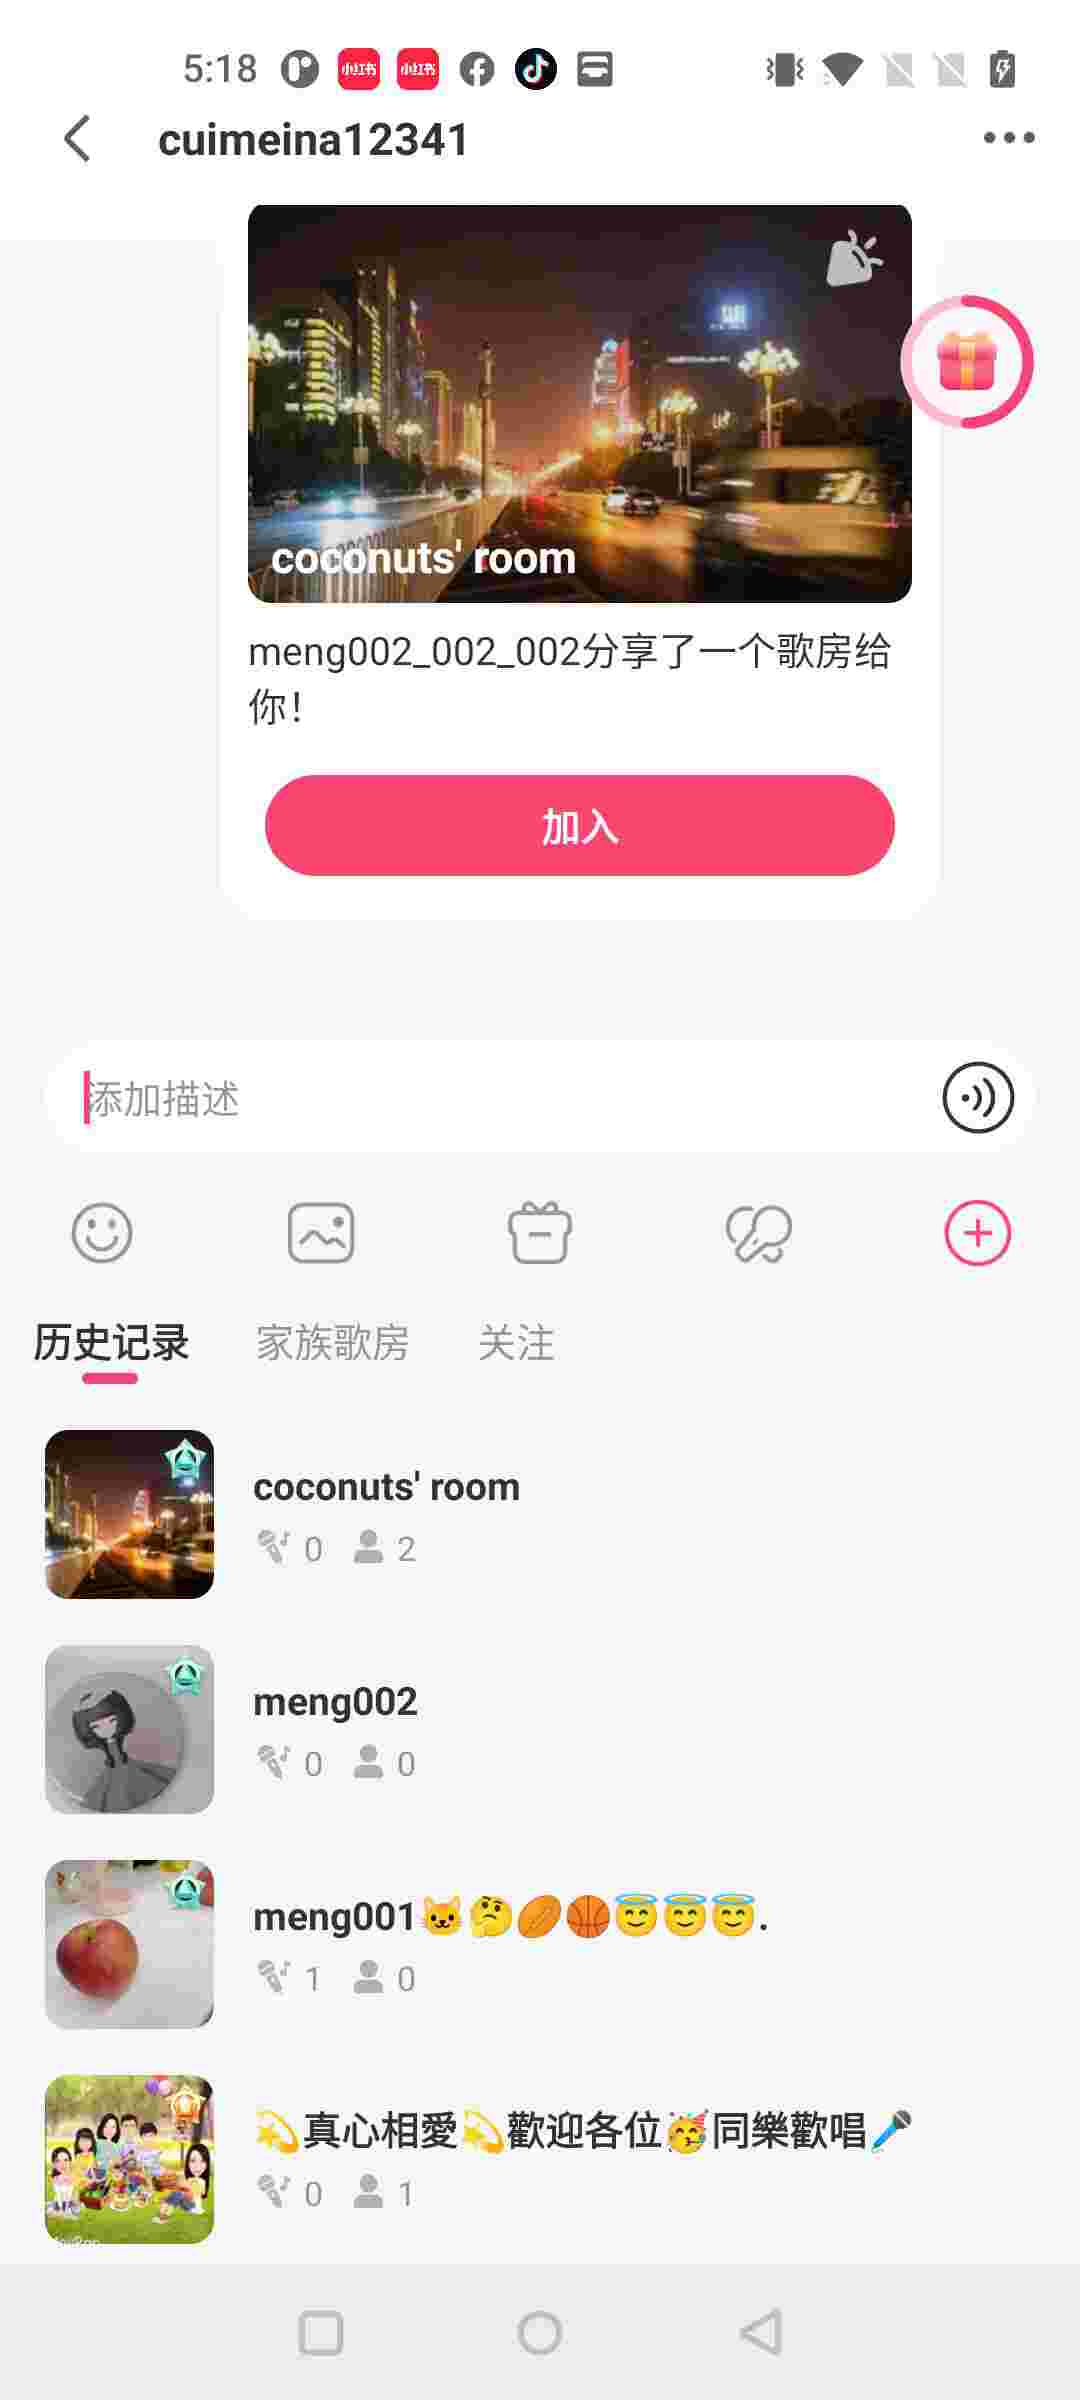 5:18
小红书
小红书
cuimeina12341
coconuts' room
meng002_002_002分享了一个歌房给
你！
加入
添加描述
历史记录 家族歌房 关注
coconuts' room
0 2
meng002
0 0
meng001🐱🤔🏉🏀😇😇😇.
1 0
💫真心相愛💫歡迎各位🥳同樂歡唱🎤
0 1